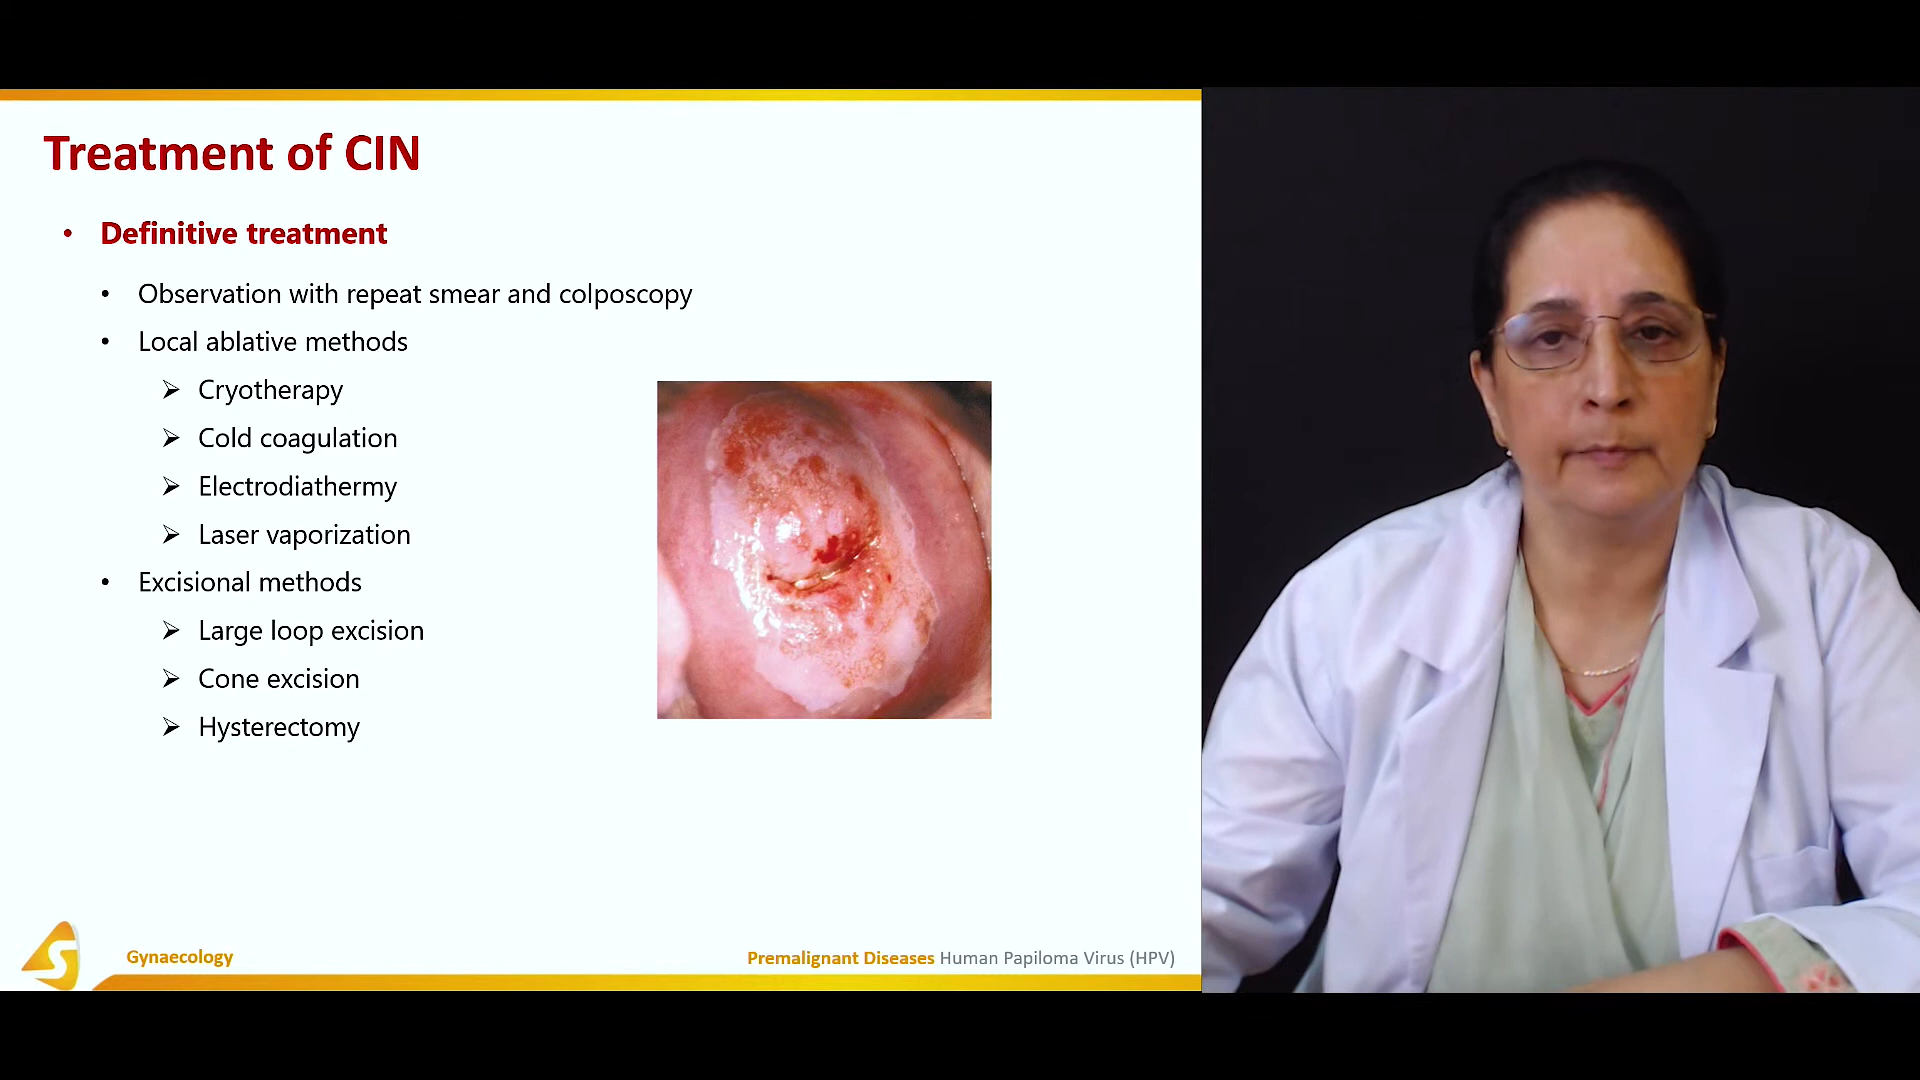 Treatment of CIN
• Definitive treatment
• Observation with repeat smear and colposcopy
• Local ablative methods
➢ Cryotherapy
➢ Cold coagulation
➢ Electrodiathermy
➢ Laser vaporization
• Excisional methods
➢ Large loop excision
➢ Cone excision
➢ Hysterectomy
S
Gynaecology
Premalignant Diseases Human Papiloma Virus (HPV)